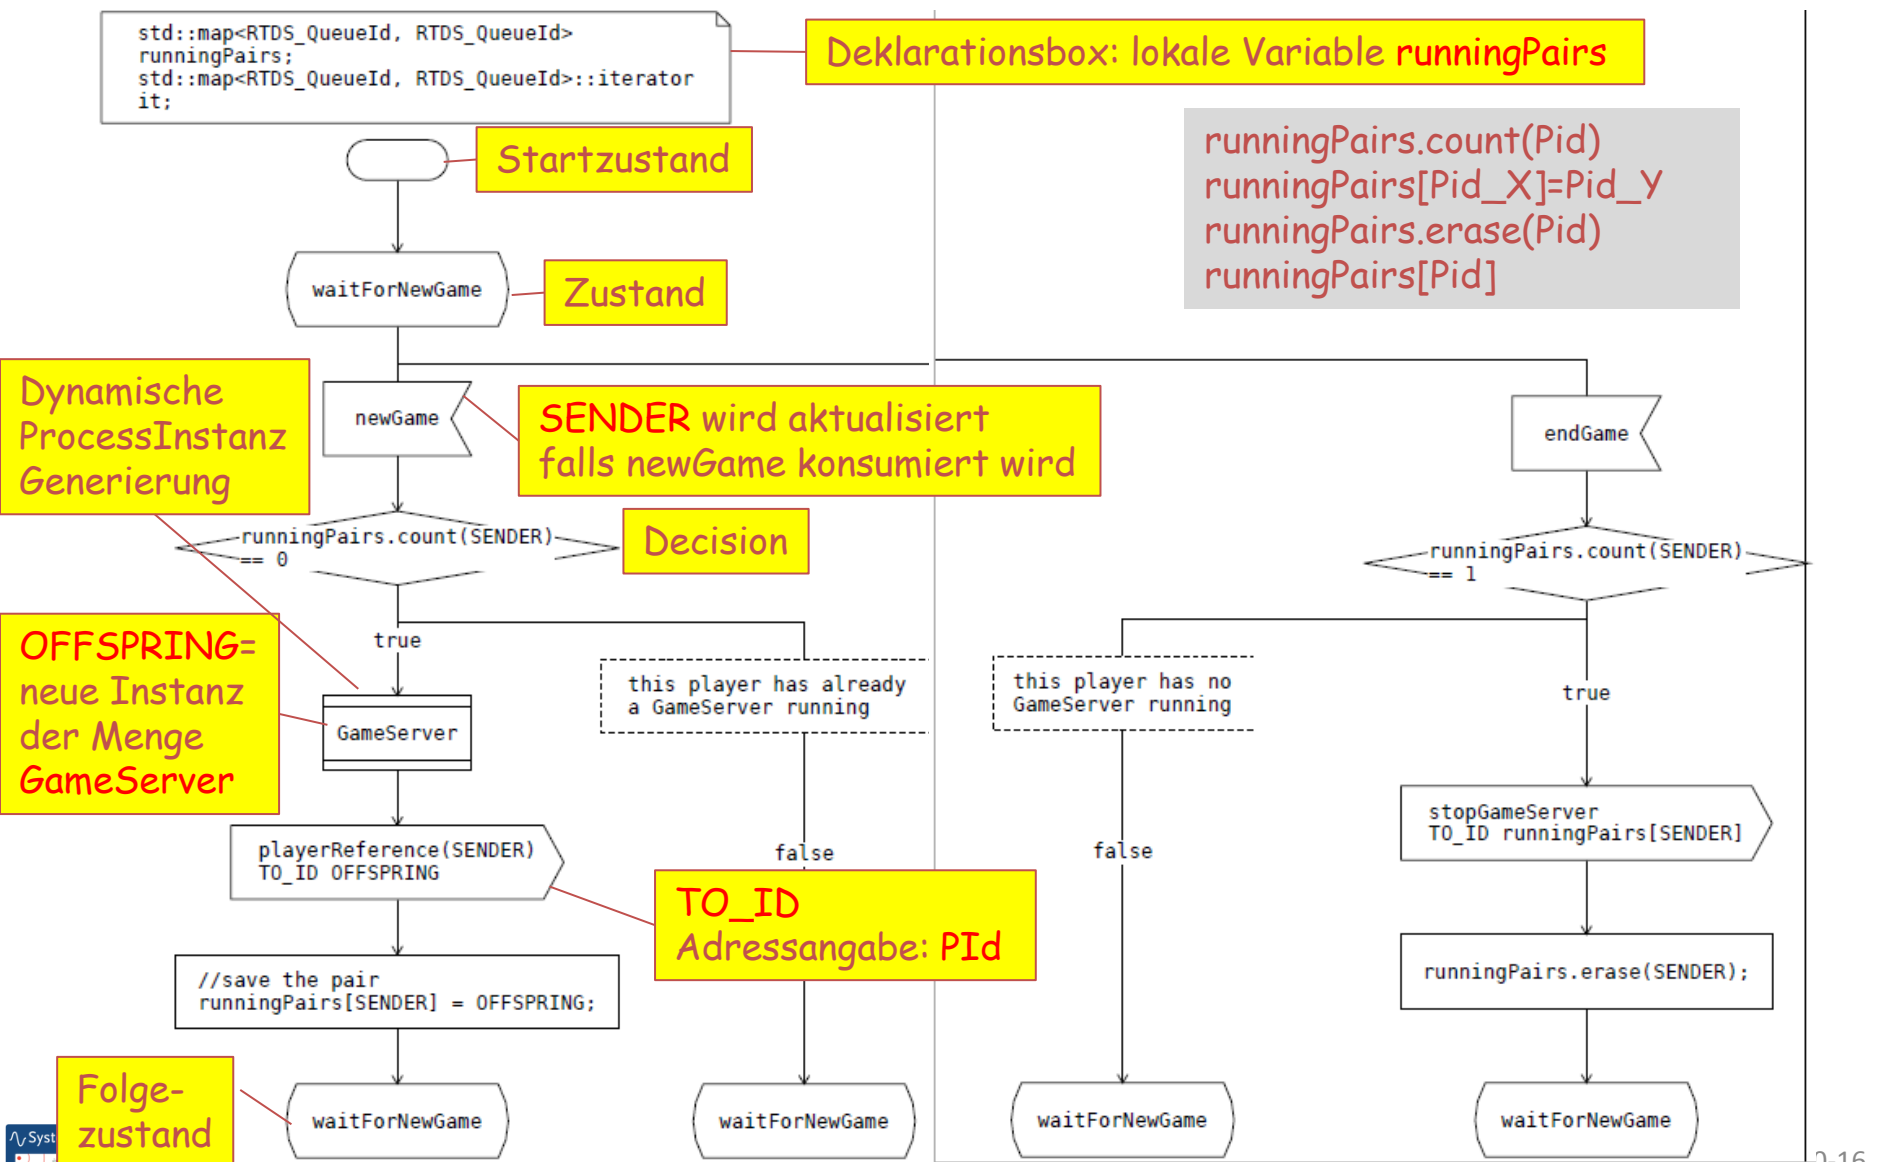 std::map<RTDS_QueueId, RTDS_QueueId>
runningPairs;
std::map<RTDS_QueueId, RTDS_QueueId>::iterator
it;
Deklarationsbox: lokale Variable runningPairs
Startzustand
runningPairs.count(Pid)
runningPairs[Pid_X]=Pid_Y
runningPairs.erase(Pid)
runningPairs[Pid]
waitForNewGame
Zustand
Dynamische
ProcessInstanz
Generierung
newGame
SENDER wird aktualisiert
falls newGame konsumiert wird
endGame
runningPairs.count(SENDER)
== 0
Decision
runningPairs.count(SENDER)
== 1
true
OFFSPRING=
neue Instanz
der Menge
GameServer
GameServer
this player has already
a GameServer running
this player has no
GameServer running
true
playerReference(SENDER)
TO_ID OFFSPRING
false
false
stopGameServer
TO_ID runningPairs[SENDER]
TO_ID
Adressangabe: PId
//save the pair
runningPairs[SENDER] = OFFSPRING;
runningPairs.erase(SENDER);
Folge-
zustand
waitForNewGame
waitForNewGame
waitForNewGame
waitForNewGame
Syst